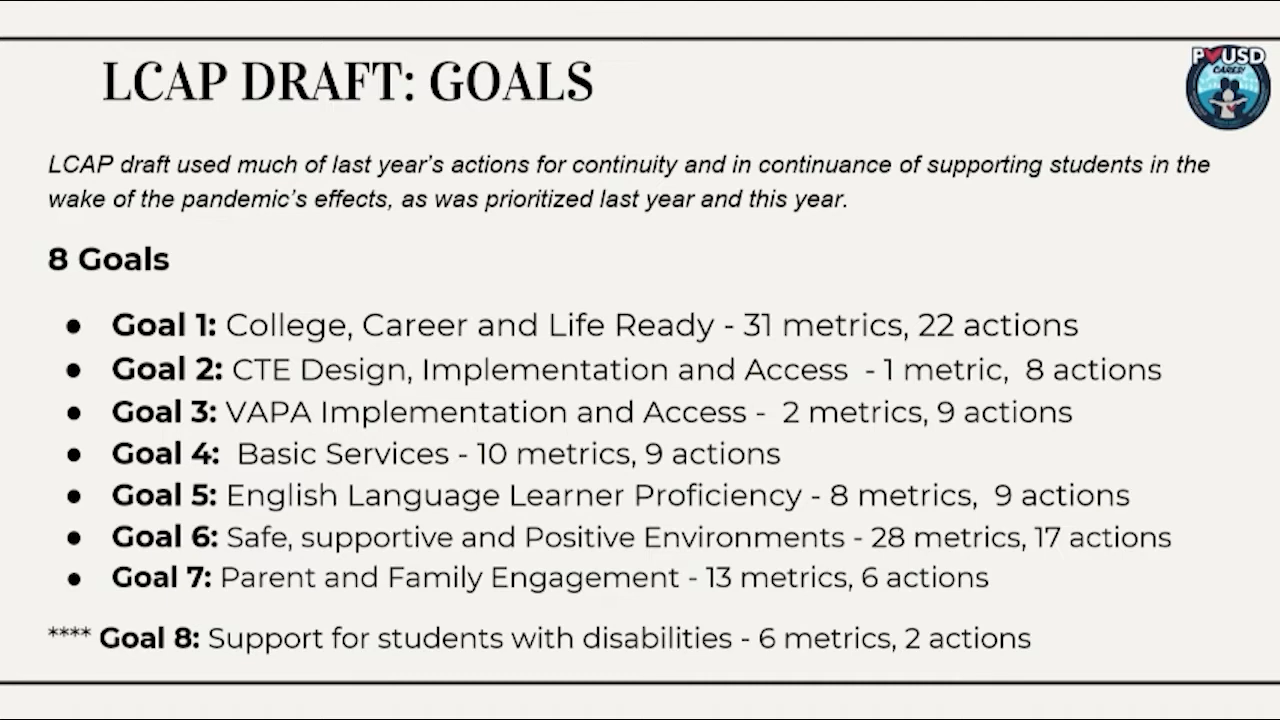 LCAP DRAFT: GOALS
PVUSD
CARES!
LCAP draft used much of last year's actions for continuity and in continuance of supporting students in the
wake of the pandemic's effects, as was prioritized last year and this year.
8 Goals
● Goal 1: College, Career and Life Ready - 31 metrics, 22 actions
● Goal 2: CTE Design, Implementation and Access - 1 metric, 8 actions
● Goal 3: VAPA Implementation and Access - 2 metrics, 9 actions
● Goal 4: Basic Services - 10 metrics, 9 actions
● Goal 5: English Language Learner Proficiency - 8 metrics, 9 actions
● Goal 6: Safe, supportive and Positive Environments - 28 metrics, 17 actions
● Goal 7: Parent and Family Engagement - 13 metrics, 6 actions
**** Goal 8: Support for students with disabilities - 6 metrics, 2 actions